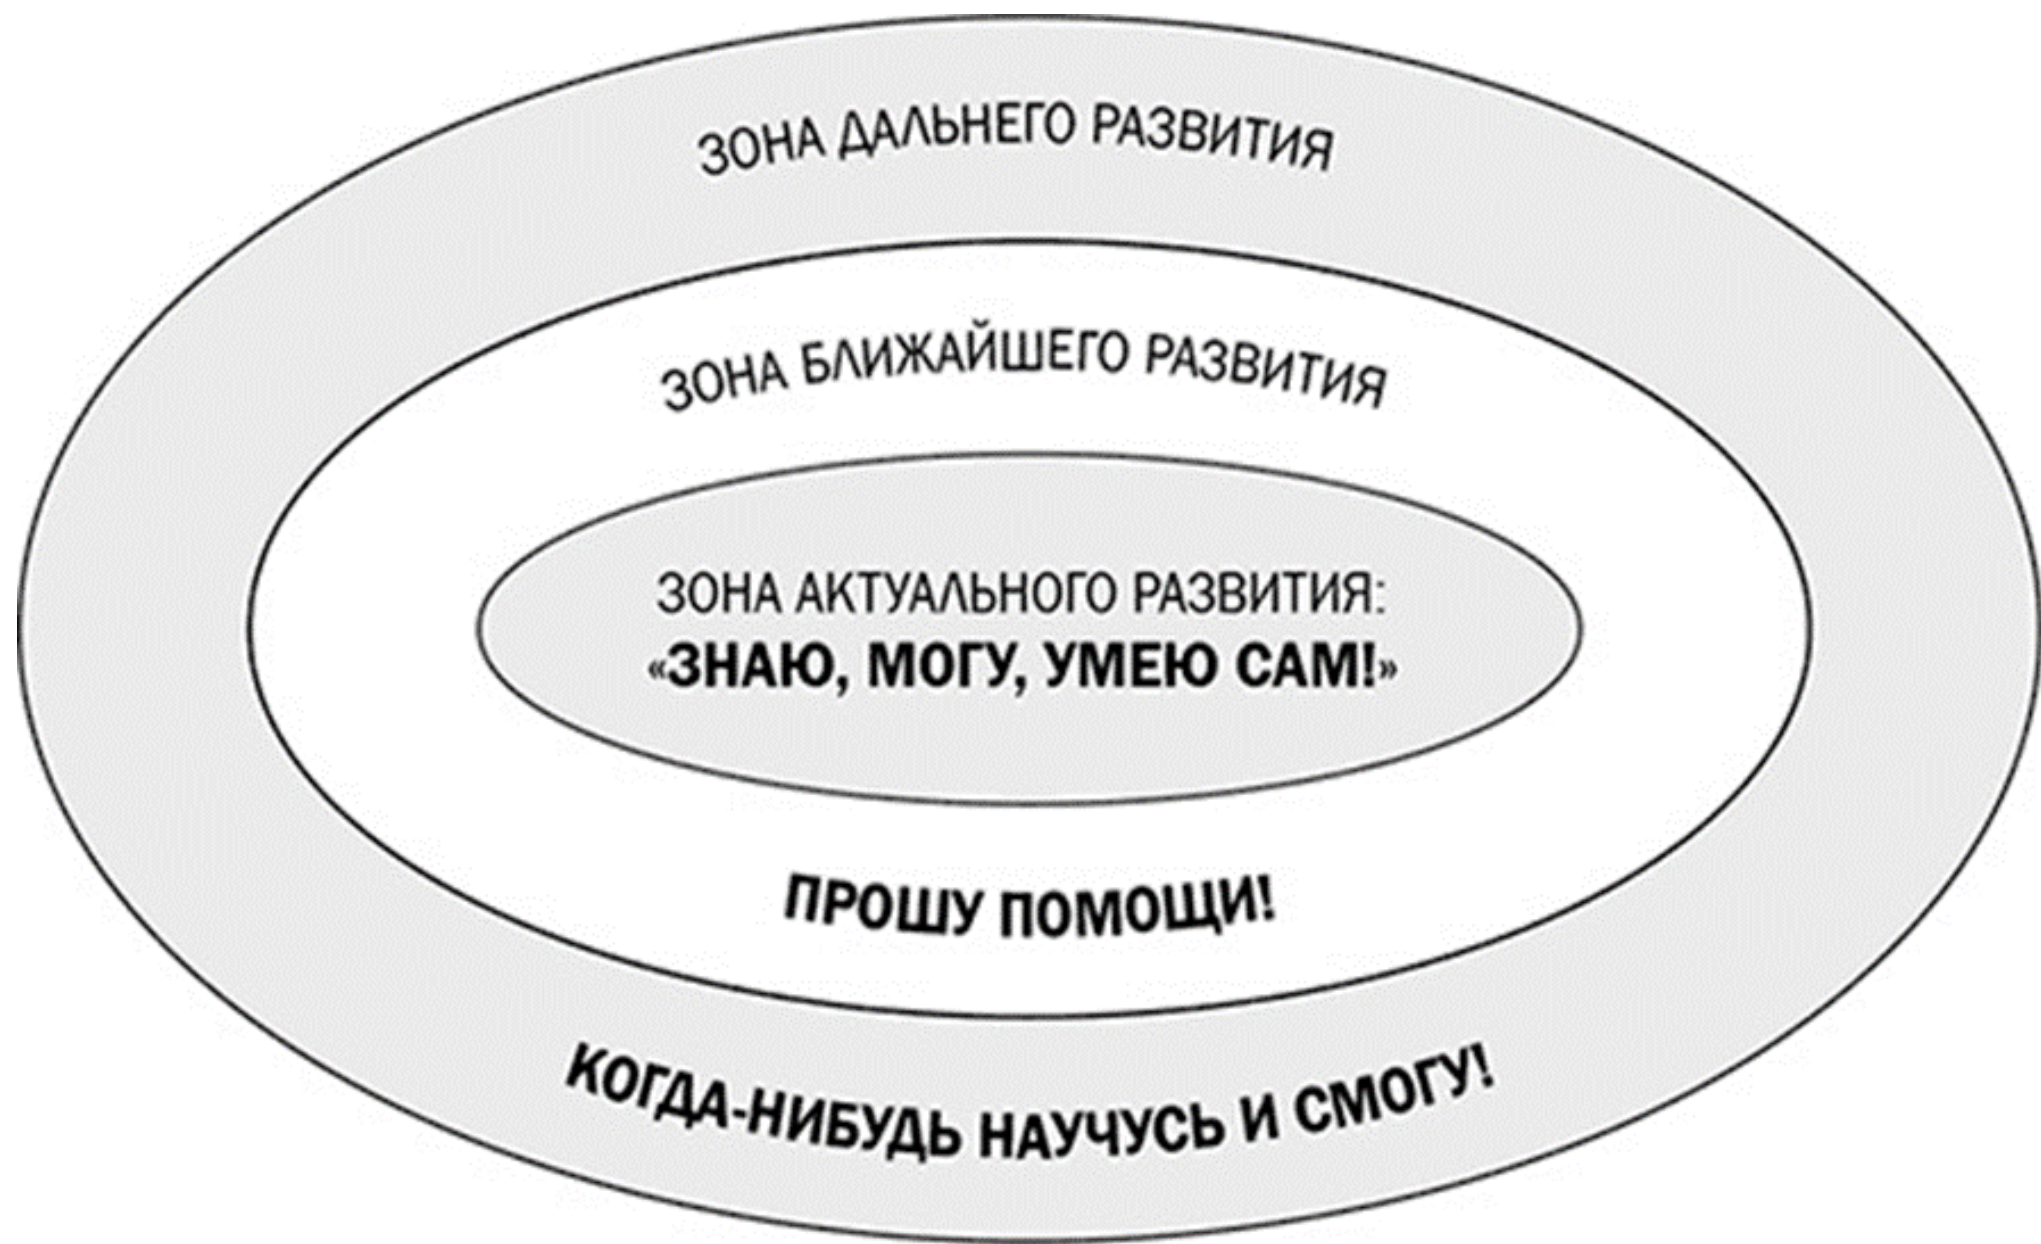 ЗОНА ДАЛЬНЕГО РАЗВИТИЯ
ЗОНА БЛИЖАЙШЕГО РАЗВИТИЯ
ЗОНА АКТУАЛЬНОГО РАЗВИТИЯ:
«ЗНАЮ, МОГУ, УМЕЮ САМ!»
ПРОШУ ПОМОЩИ!
КОГДА-НИБУДЬ НАУЧУСЬ И СМОГУ!